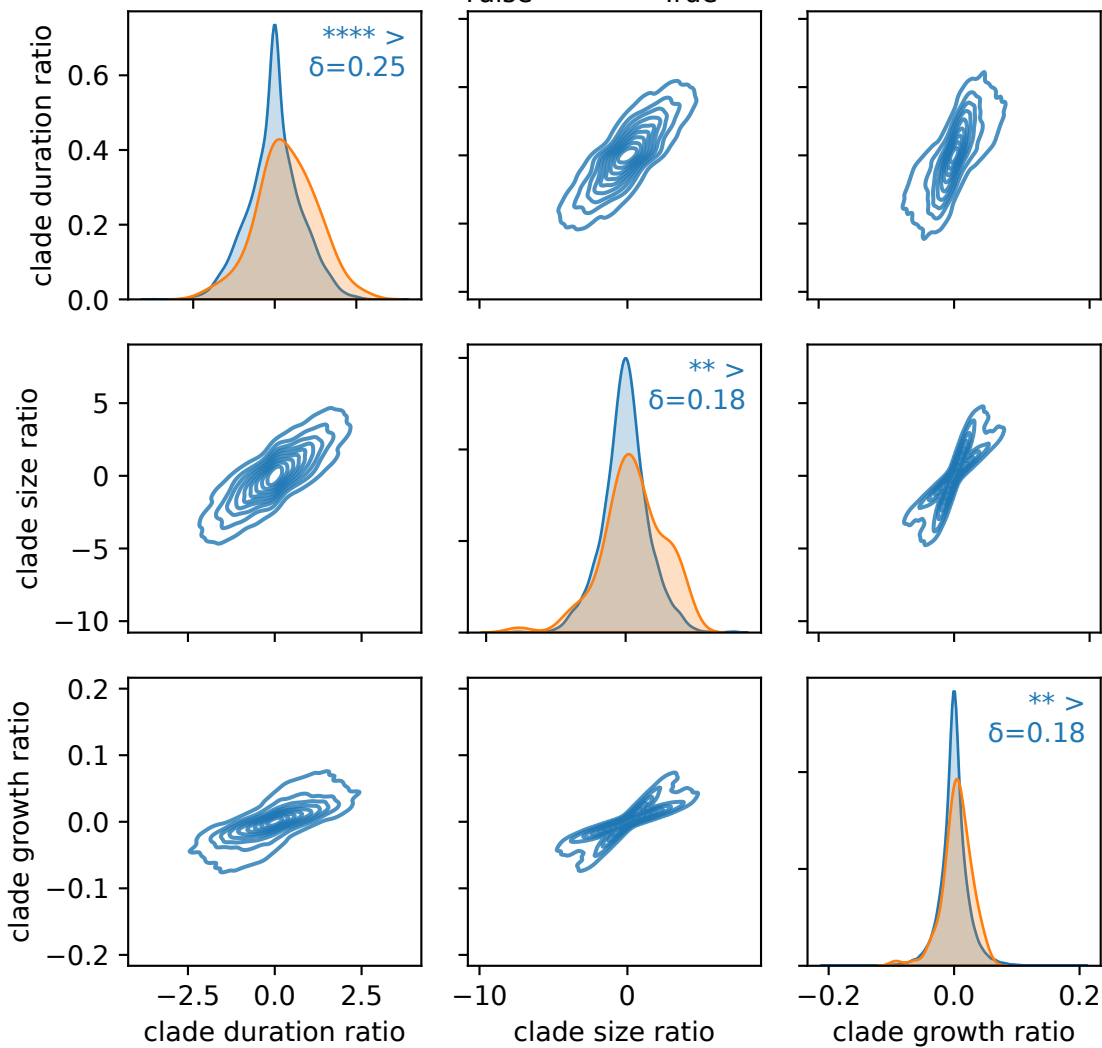 True
clade duration ratio
0.6
0.4
0.2
0.0
**** >
δ=0.25
clade size ratio
5
0
−5
−10
** >
δ=0.18
clade growth ratio
0.2
0.1
0.0
−0.1
−0.2
** >
δ=0.18
−2.5 0.0 2.5
−10 0
−0.2 0.0 0.2
clade duration ratio
clade size ratio
clade growth ratio